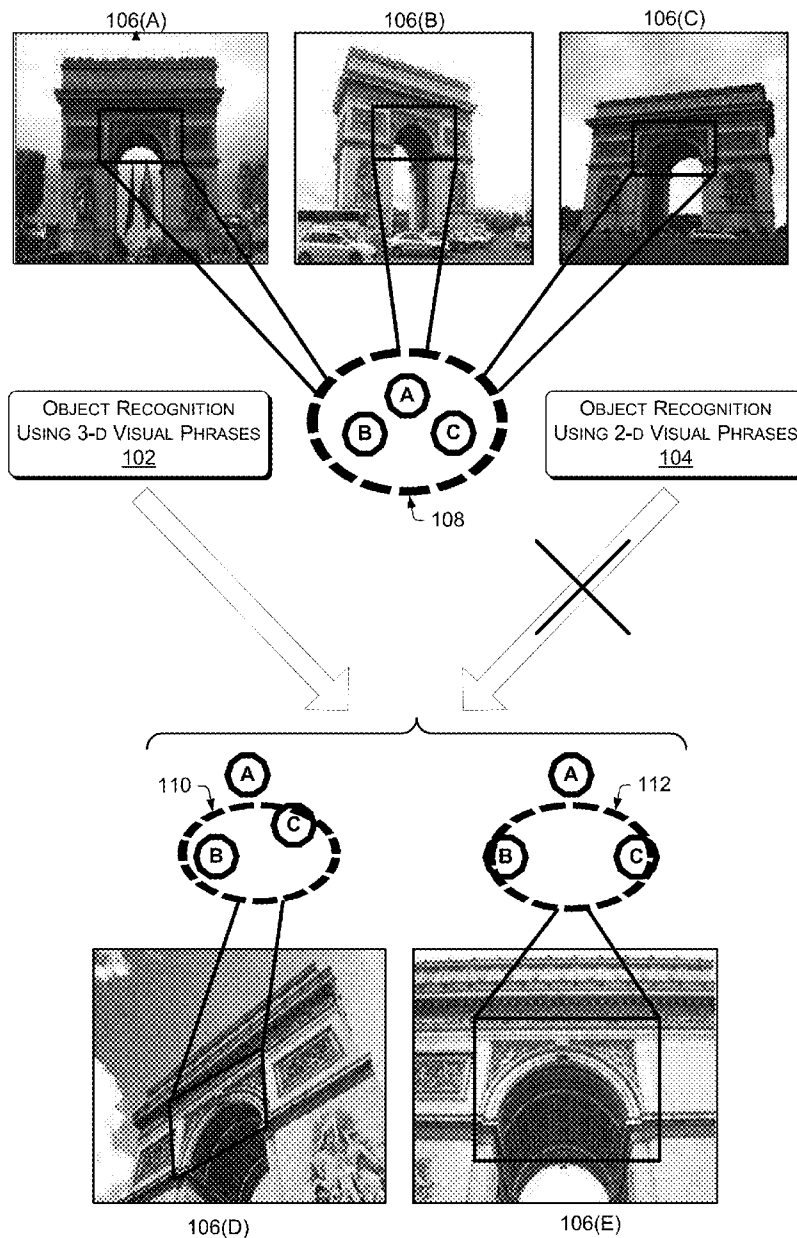 106(A)
106(B)
106(C)
OBJECT RECOGNITION
USING 3-D VISUAL PHRASES
102
A
B
C
OBJECT RECOGNITION
USING 2-D VISUAL PHRASES
104
108
110
A
C
B
A
112
B
C
106(D)
106(E)